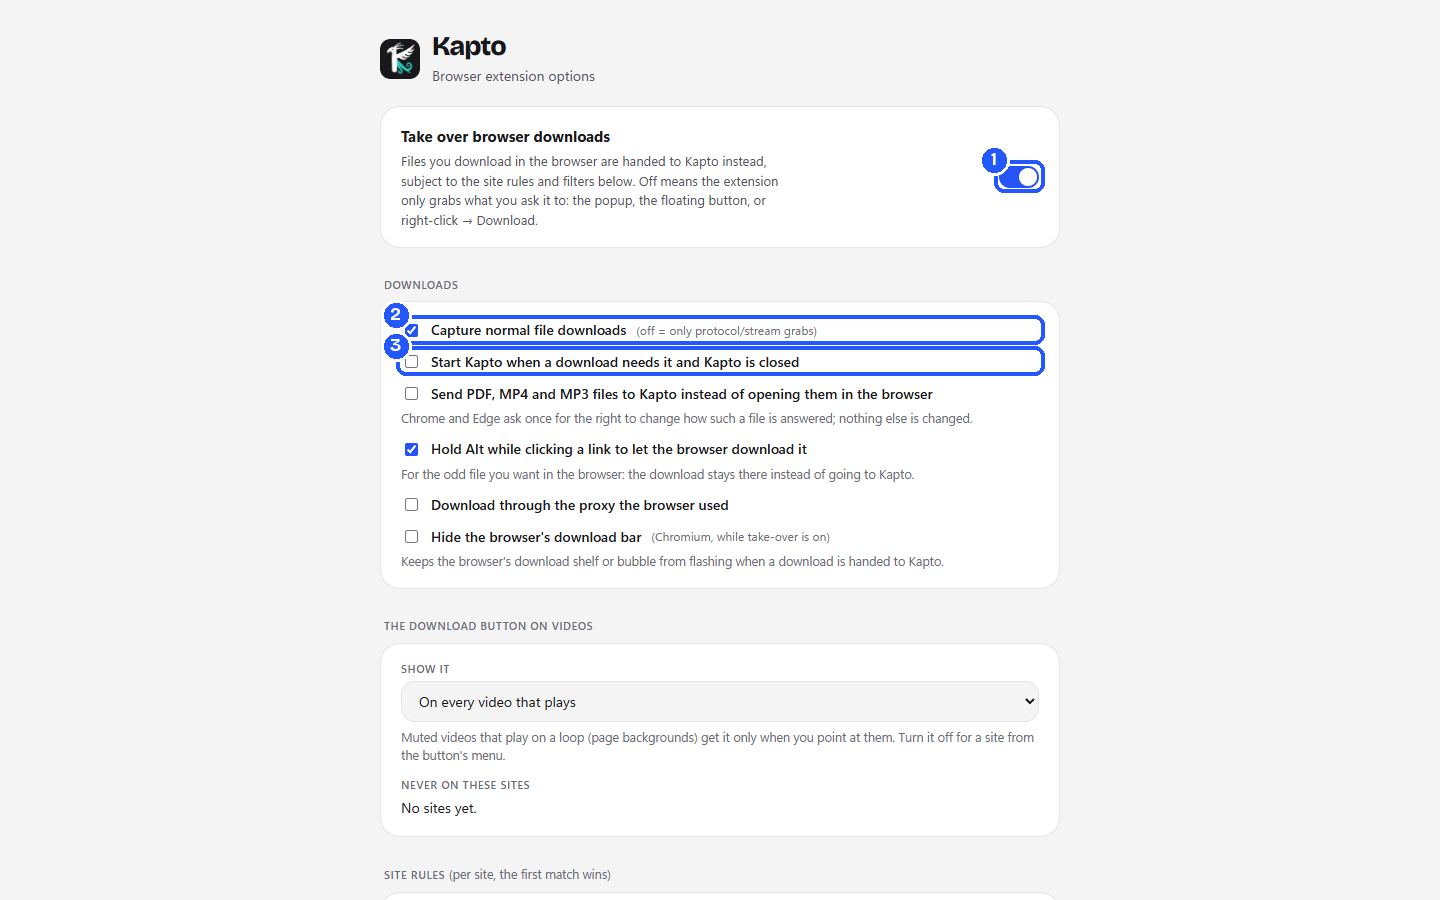 Kapto
Browser extension options
Take over browser downloads
Files you download in the browser are handed to Kapto instead,
subject to the site rules and filters below. Off means the extension
only grabs what you ask it to: the popup, the floating button, or
right-click → Download.
1
DOWNLOADS
2
Capture normal file downloads (off = only protocol/stream grabs)
3
Start Kapto when a download needs it and Kapto is closed
Send PDF, MP4 and MP3 files to Kapto instead of opening them in the browser
Chrome and Edge ask once for the right to change how such a file is answered; nothing else is changed.
Hold Alt while clicking a link to let the browser download it
For the odd file you want in the browser: the download stays there instead of going to Kapto.
Download through the proxy the browser used
Hide the browser's download bar (Chromium, while take-over is on)
Keeps the browser's download shelf or bubble from flashing when a download is handed to Kapto.
THE DOWNLOAD BUTTON ON VIDEOS
SHOW IT
On every video that plays
Muted videos that play on a loop (page backgrounds) get it only when you point at them. Turn it off for a site from
the button's menu.
NEVER ON THESE SITES
No sites yet.
SITE RULES (per site, the first match wins)